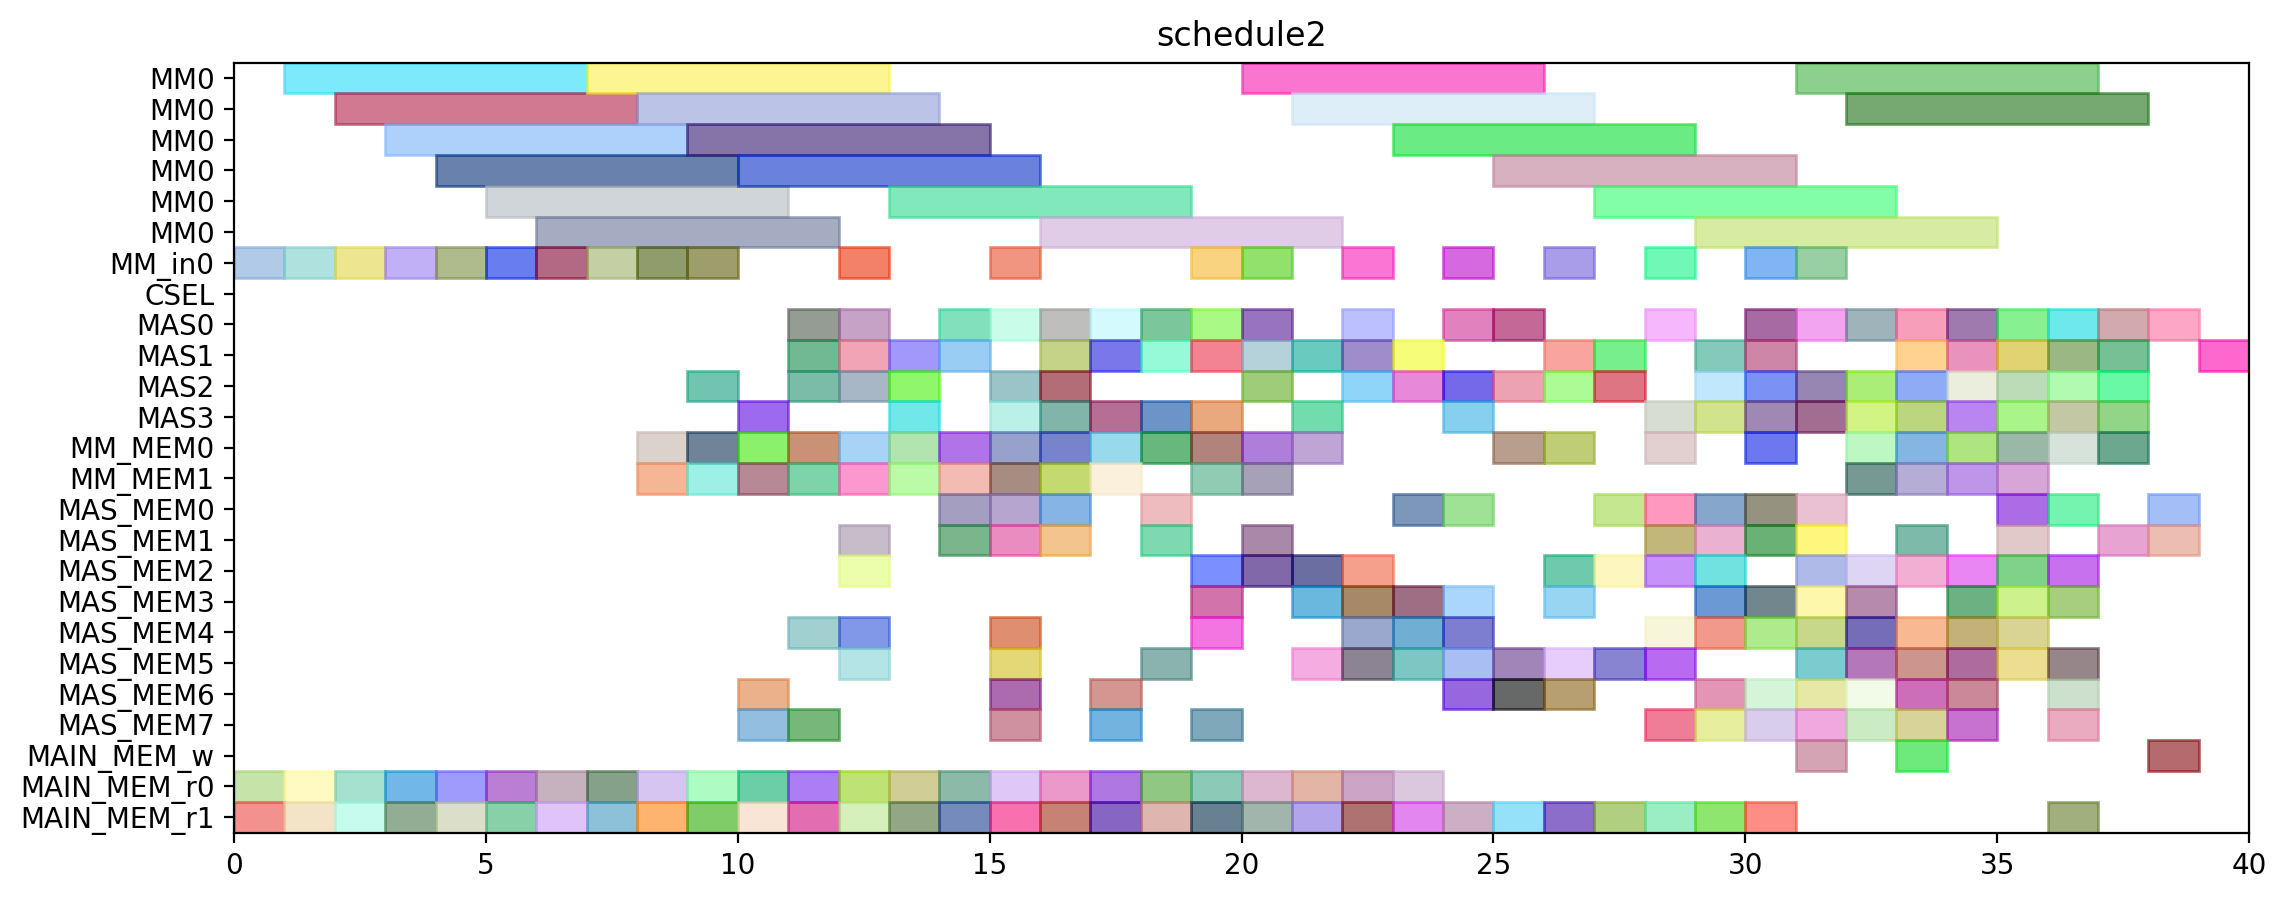 schedule2
MM0
MM0
MM0
MM0
MM0
MM0
MM_in0
CSEL
MAS0
MAS1
MAS2
MAS3
MM_MEM0
MM_MEM1
MAS_MEM0
MAS_MEM1
MAS_MEM2
MAS_MEM3
MAS_MEM4
MAS_MEM5
MAS_MEM6
MAS_MEM7
MAIN_MEM_w
MAIN_MEM_r0
MAIN_MEM_r1
0 5 10 15 20 25 30 35 40